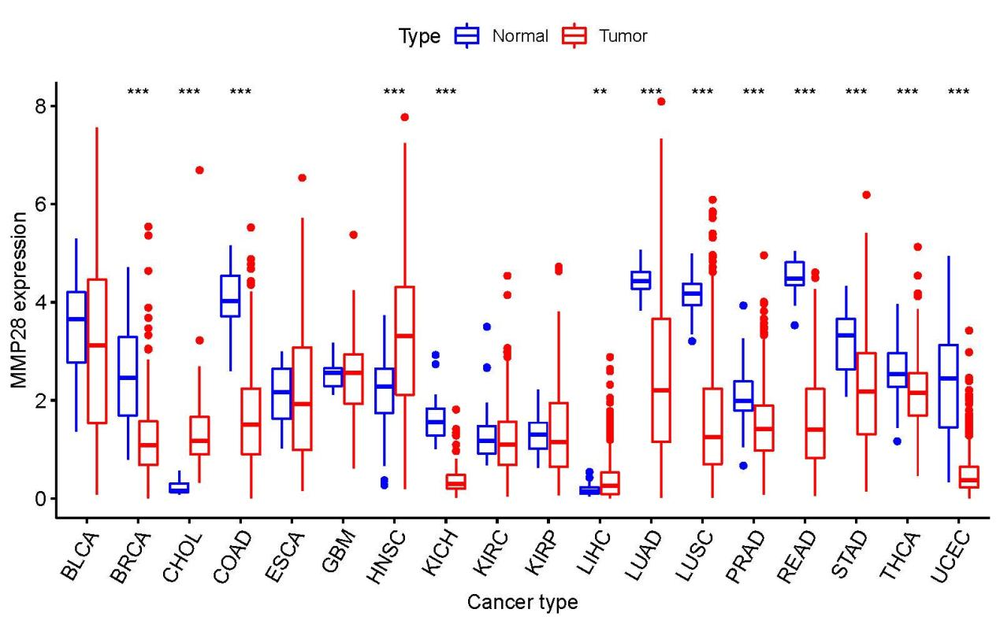 Type Normal Tumor
*** *** *** *** *** ** *** *** *** *** *** *** ***
8
6
4
2
0
MMP28 expression
BLCA BRCA CHOL COAD ESCA GBM HNSC KICH KIRC KIRP LIHC LUAD LUSC PRAD READ STAD THCA UCEC
Cancer type